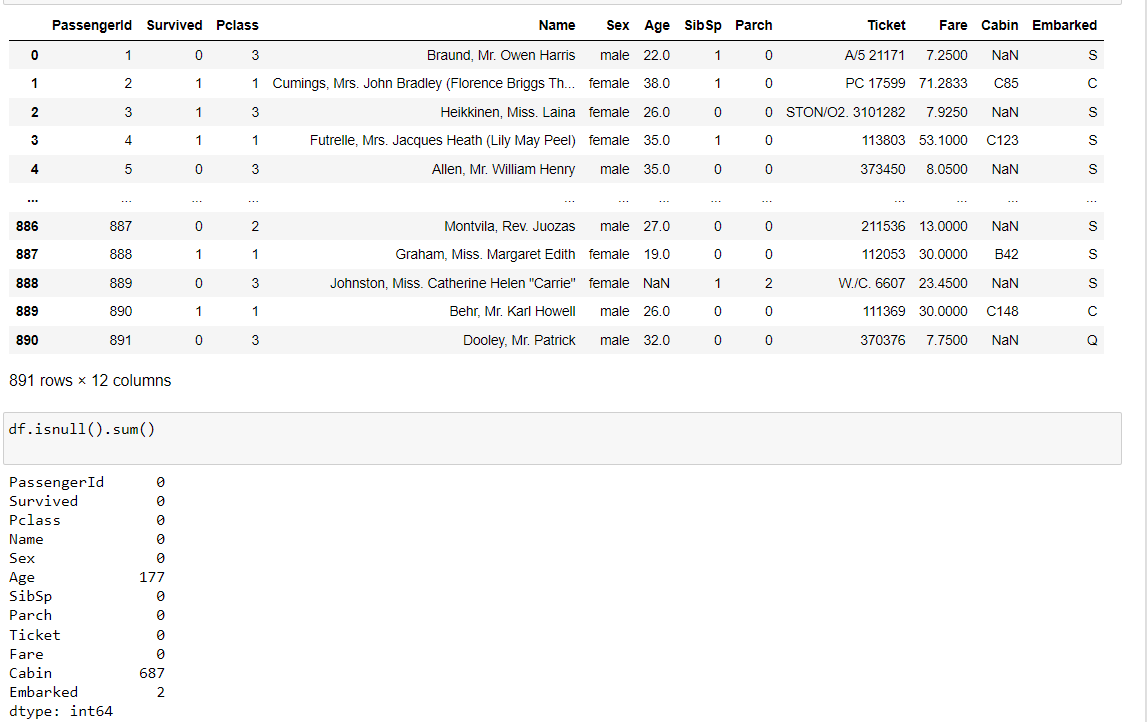 PassengerId Survived Pclass Name Sex Age SibSp Parch Ticket Fare Cabin Embarked
0 1 0 3 Braund, Mr. Owen Harris male 22.0 1 0 A/5 21171 7.2500 NaN S
1 2 1 1 Cumings, Mrs. John Bradley (Florence Briggs Th... female 38.0 1 0 PC 17599 71.2833 C85 C
2 3 1 3 Heikkinen, Miss. Laina female 26.0 0 0 STON/O2. 3101282 7.9250 NaN S
3 4 1 1 Futrelle, Mrs. Jacques Heath (Lily May Peel) female 35.0 1 0 113803 53.1000 C123 S
4 5 0 3 Allen, Mr. William Henry male 35.0 0 0 373450 8.0500 NaN S
... ... ... ... ... ... ... ... ... ... ... ... ...
886 887 0 2 Montvila, Rev. Juozas male 27.0 0 0 211536 13.0000 NaN S
887 888 1 1 Graham, Miss. Margaret Edith female 19.0 0 0 112053 30.0000 B42 S
888 889 0 3 Johnston, Miss. Catherine Helen "Carrie" female NaN 1 2 W./C. 6607 23.4500 NaN S
889 890 1 1 Behr, Mr. Karl Howell male 26.0 0 0 111369 30.0000 C148 C
890 891 0 3 Dooley, Mr. Patrick male 32.0 0 0 370376 7.7500 NaN Q
891 rows × 12 columns
df.isnull().sum()
PassengerId 0
Survived 0
Pclass 0
Name 0
Sex 0
Age 177
SibSp 0
Parch 0
Ticket 0
Fare 0
Cabin 687
Embarked 2
dtype: int64